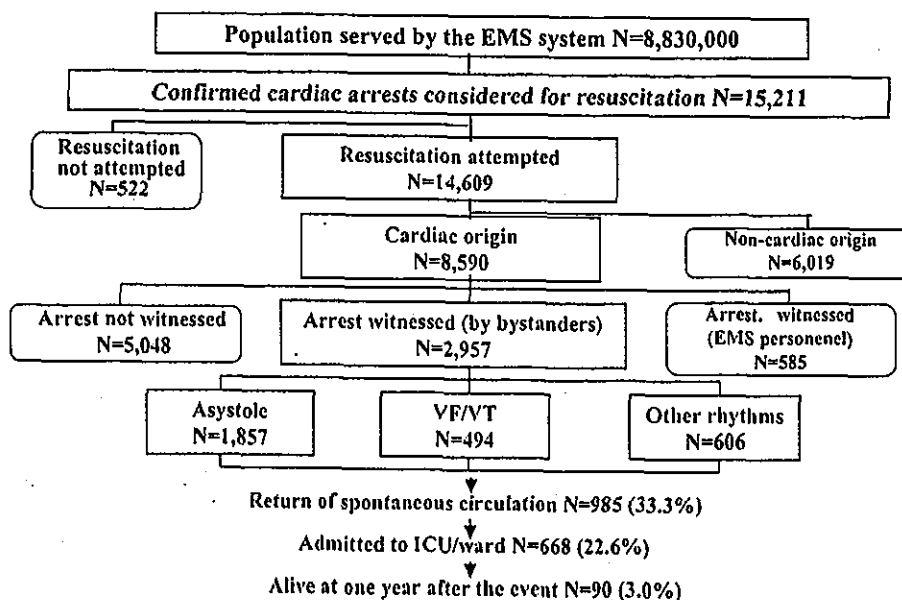 Population served by the EMS system N=8,830,000
Confirmed cardiac arrests considered for resuscitation N=15,211
Resuscitation
not attempted
N=522
Resuscitation attempted
N=14,609
Cardiac origin
N=8,590
Non-cardiac origin
N=6,019
Arrest not witnessed
N=5,048
Arrest witnessed (by bystanders)
N=2,957
Arrest. witnessed
(EMS personenel)
N=585
Asystole
N=1,857
VF/VT
N=494
Other rhythms
N=606
Return of spontaneous circulation N=985 (33.3%)
Admitted to ICU/ward N=668 (22.6%)
Alive at one year after the event N=90 (3.0%)